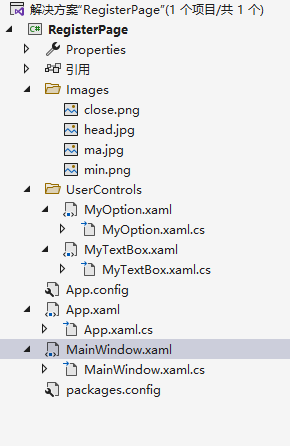 解决方案“RegisterPage”(1 个项目/共 1 个)
C# RegisterPage
Properties
引用
Images
close.png
head.jpg
ma.jpg
min.png
UserControls
MyOption.xaml
MyOption.xaml.cs
MyTextBox.xaml
MyTextBox.xaml.cs
App.config
App.xaml
App.xaml.cs
MainWindow.xaml
MainWindow.xaml.cs
packages.config